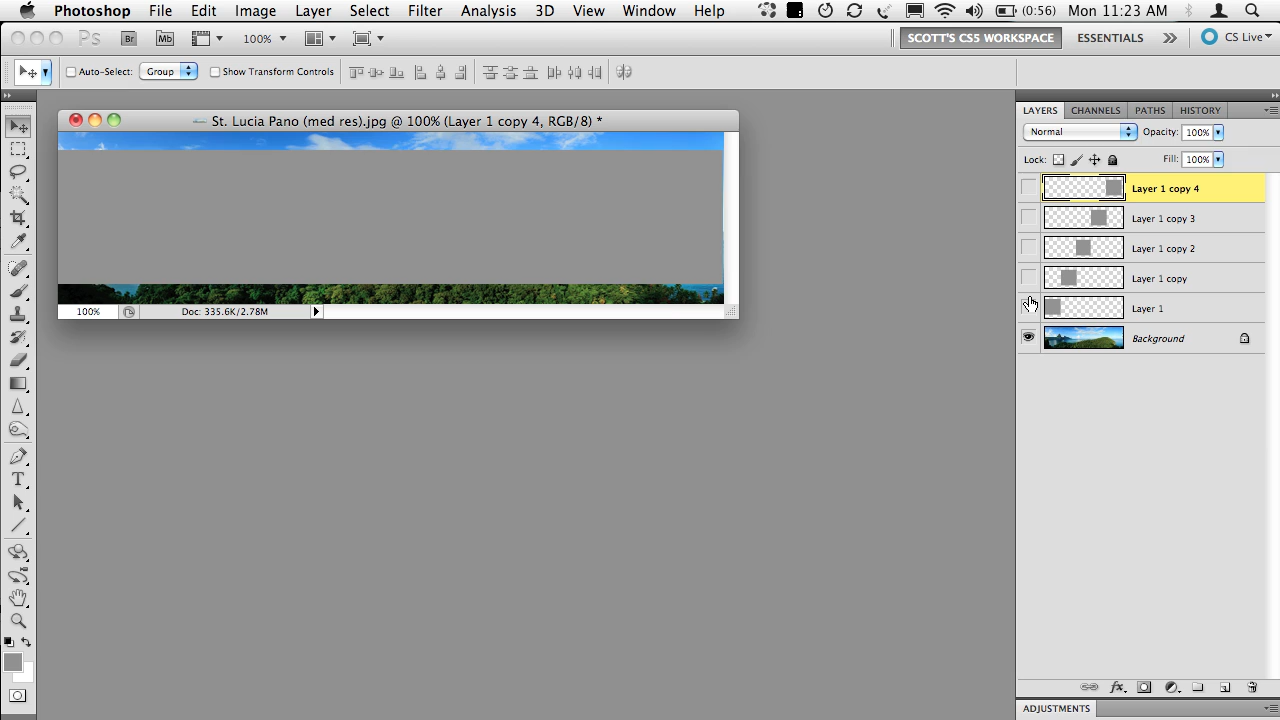 Photoshop File Edit Image Layer Select Filter Analysis 3D View Window Help (0:56) Mon 11:23 AM
Ps Br Mb 100% SCOTT'S CS5 WORKSPACE ESSENTIALS CS Live
Auto-Select: Group Show Transform Controls
St. Lucia Pano (med res).jpg @ 100% (Layer 1 copy 4, RGB/8) *
100% Doc: 335.6K/2.78M
LAYERS CHANNELS PATHS HISTORY
Normal Opacity: 100%
Lock: Fill: 100%
Layer 1 copy 4
Layer 1 copy 3
Layer 1 copy 2
Layer 1 copy
Layer 1
Background
fx
ADJUSTMENTS